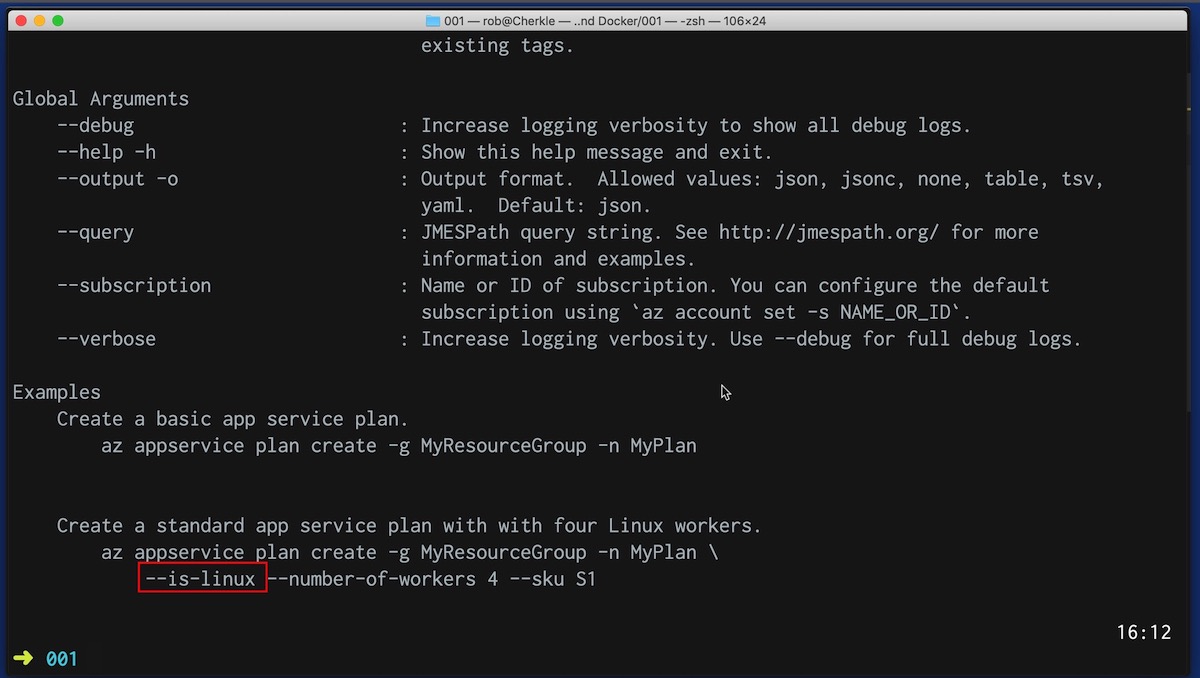 001 — rob@Cherkle — ..nd Docker/001 — -zsh — 106×24
existing tags.
Global Arguments
--debug : Increase logging verbosity to show all debug logs.
--help -h : Show this help message and exit.
--output -o : Output format.  Allowed values: json, jsonc, none, table, tsv,
yaml.  Default: json.
--query : JMESPath query string. See http://jmespath.org/ for more
information and examples.
--subscription : Name or ID of subscription. You can configure the default
subscription using `az account set -s NAME_OR_ID`.
--verbose : Increase logging verbosity. Use --debug for full debug logs.
Examples
Create a basic app service plan.
az appservice plan create -g MyResourceGroup -n MyPlan
Create a standard app service plan with with four Linux workers.
az appservice plan create -g MyResourceGroup -n MyPlan \
--is-linux --number-of-workers 4 --sku S1
16:12
➜ 001